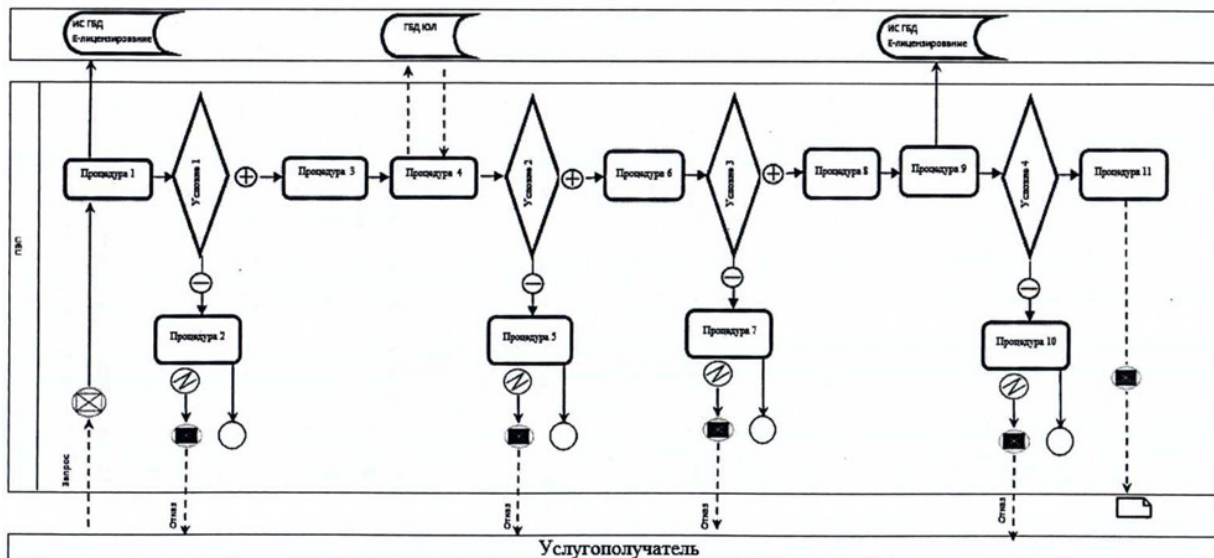 ИС ГБД
Е-лицензирование
ГБД ЮЛ
ИС ГБД
Е-лицензирование
ПЭП
Процедура 1
Условие 1
Процедура 3
Процедура 4
Условие 2
Процедура 6
Условие 3
Процедура 8
Процедура 9
Условие 4
Процедура 11
Процедура 2
Процедура 5
Процедура 7
Процедура 10
Запрос
Отказ
Отказ
Отказ
Отказ
Услугополучатель